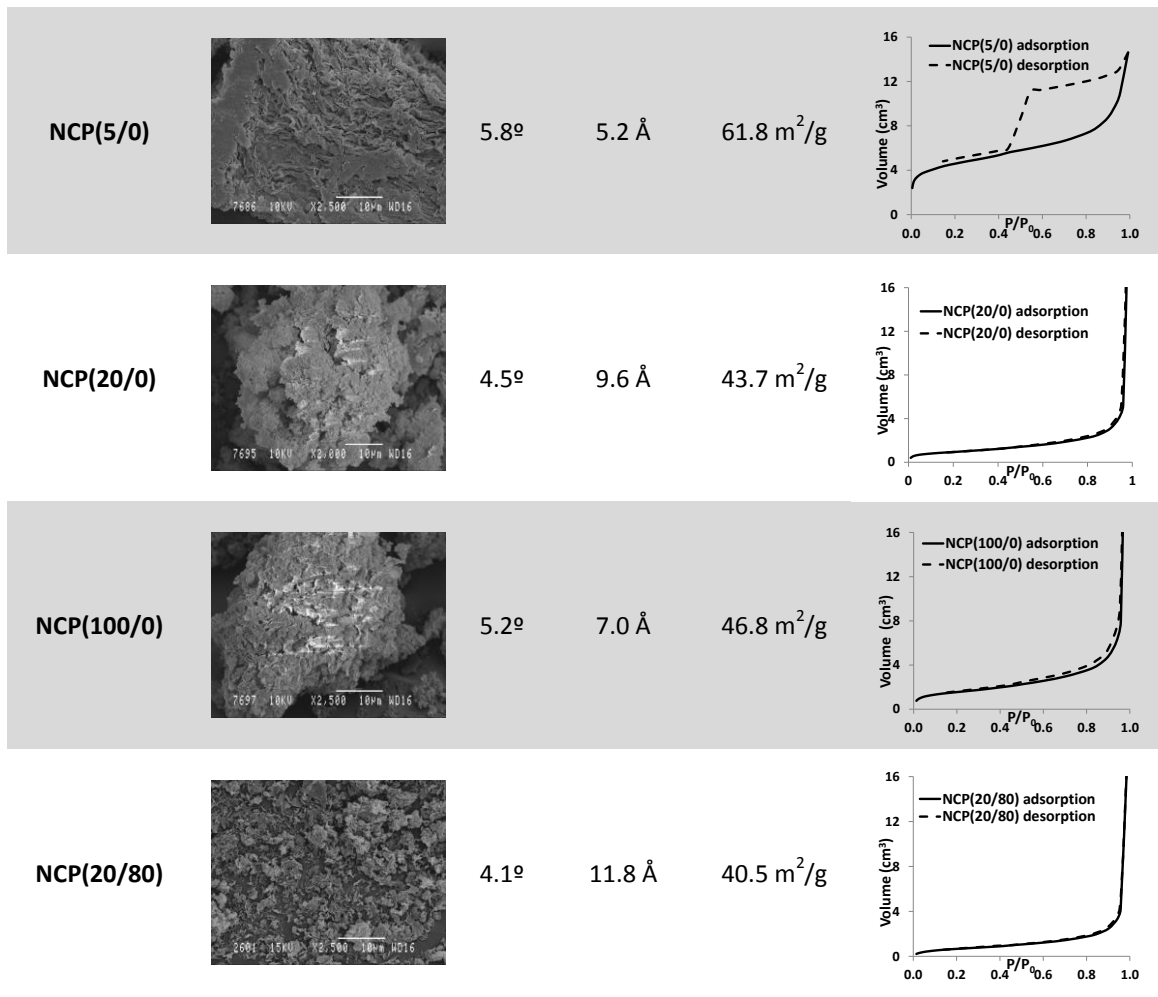 NCP(5/0)
7686 10KV X2,500 10μm WD16
5.8º
5.2 Å
61.8 m²/g
Volume (cm³)
16
12
8
4
0
NCP(5/0) adsorption
NCP(5/0) desorption
P/P₀
0.0 0.2 0.4 0.6 0.8 1.0
NCP(20/0)
7695 10KV X2,000 10μm WD16
4.5º
9.6 Å
43.7 m²/g
Volume (cm³)
16
12
8
4
0
NCP(20/0) adsorption
NCP(20/0) desorption
P/P₀
0 0.2 0.4 0.6 0.8 1
NCP(100/0)
7697 10KV X2,500 10μm WD16
5.2º
7.0 Å
46.8 m²/g
Volume (cm³)
16
12
8
4
0
NCP(100/0) adsorption
NCP(100/0) desorption
P/P₀
0.0 0.2 0.4 0.6 0.8 1.0
NCP(20/80)
2601 15KV X2,500 10μm WD16
4.1º
11.8 Å
40.5 m²/g
Volume (cm³)
16
12
8
4
0
NCP(20/80) adsorption
NCP(20/80) desorption
P/P₀
0.0 0.2 0.4 0.6 0.8 1.0